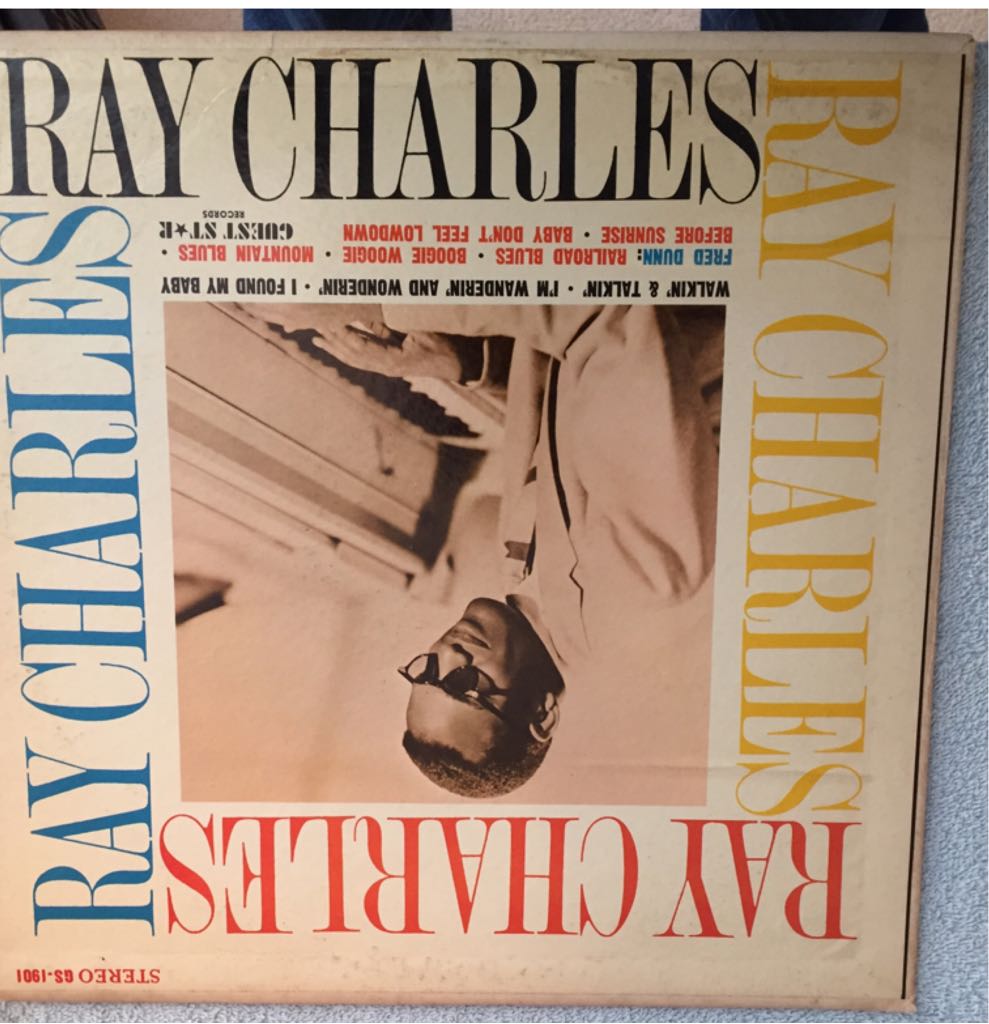 STEREO GS-1901
RAY CHARLES
RAY CHARLES
RAY CHARLES
WALKIN' & TALKIN' • I'M WANDERIN' AND WONDERIN' • I FOUND MY BABY
FRED DUNN: RAILROAD BLUES • BOOGIE WOOGIE • MOUNTAIN BLUES •
BEFORE SUNRISE • BABY DON'T FEEL LOWDOWN
GUEST ST★R
RECORDS
RAY CHARLES